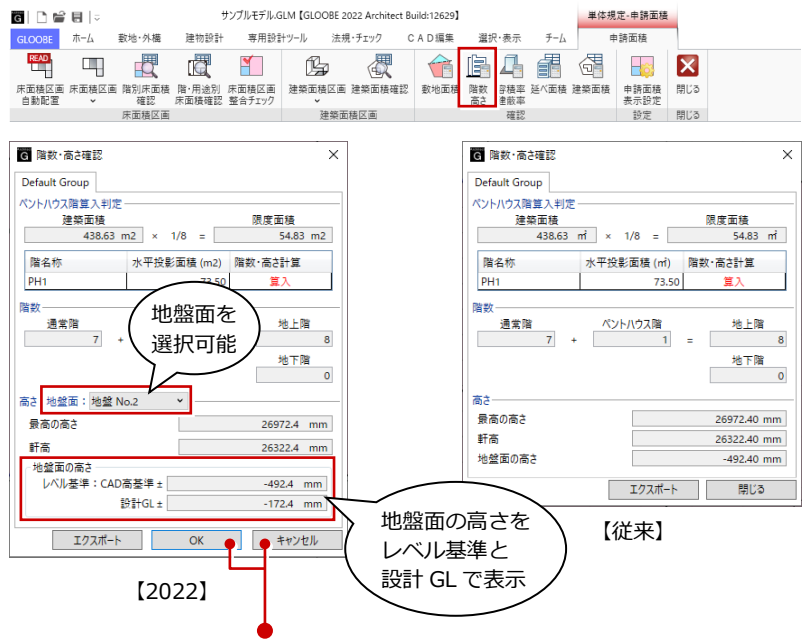 サンプルモデル.GLM【GLOOBE 2022 Architect Build:12629】
単体規定-申請面積
GLOOBE ホーム 敷地・外構 建物設計 専用設計ツール 法規・チェック CAD編集 選択・表示 チーム 申請面積
READ
床面積区画 自動配置
床面積区画
階別床面積 確認
階・用途別 床面積確認
床面積区画 整合チェック
建築面積区画
建築面積確認
敷地面積
階数 高さ
容積率 建蔽率
延べ面積
建築面積
申請面積 表示設定
閉じる
床面積区画 建築面積区画 確認 設定 閉じる
階数・高さ確認
Default Group
ペントハウス階算入判定
建築面積 限度面積
438.63 m2 × 1/8 = 54.83 m2
階名称 水平投影面積 (m2) 階数・高さ計算
PH1 73.50 算入
階数
通常階 地上階
7 + 8
地下階
0
高さ 地盤面：地盤 No.2
最高の高さ 26972.4 mm
軒高 26322.4 mm
地盤面の高さ
レベル基準：CAD高基準± -492.4 mm
設計GL± -172.4 mm
エクスポート OK キャンセル
【2022】
地盤面を
選択可能
地盤面の高さを
レベル基準と
設計 GL で表示
階数・高さ確認
Default Group
ペントハウス階算入判定
建築面積 限度面積
438.63 ㎡ × 1/8 = 54.83 ㎡
階名称 水平投影面積 (㎡) 階数・高さ計算
PH1 73.50 算入
階数
通常階 ペントハウス階 地上階
7 + 1 = 8
地下階
0
高さ
最高の高さ 26972.40 mm
軒高 26322.40 mm
地盤面の高さ -492.40 mm
エクスポート 閉じる
【従来】